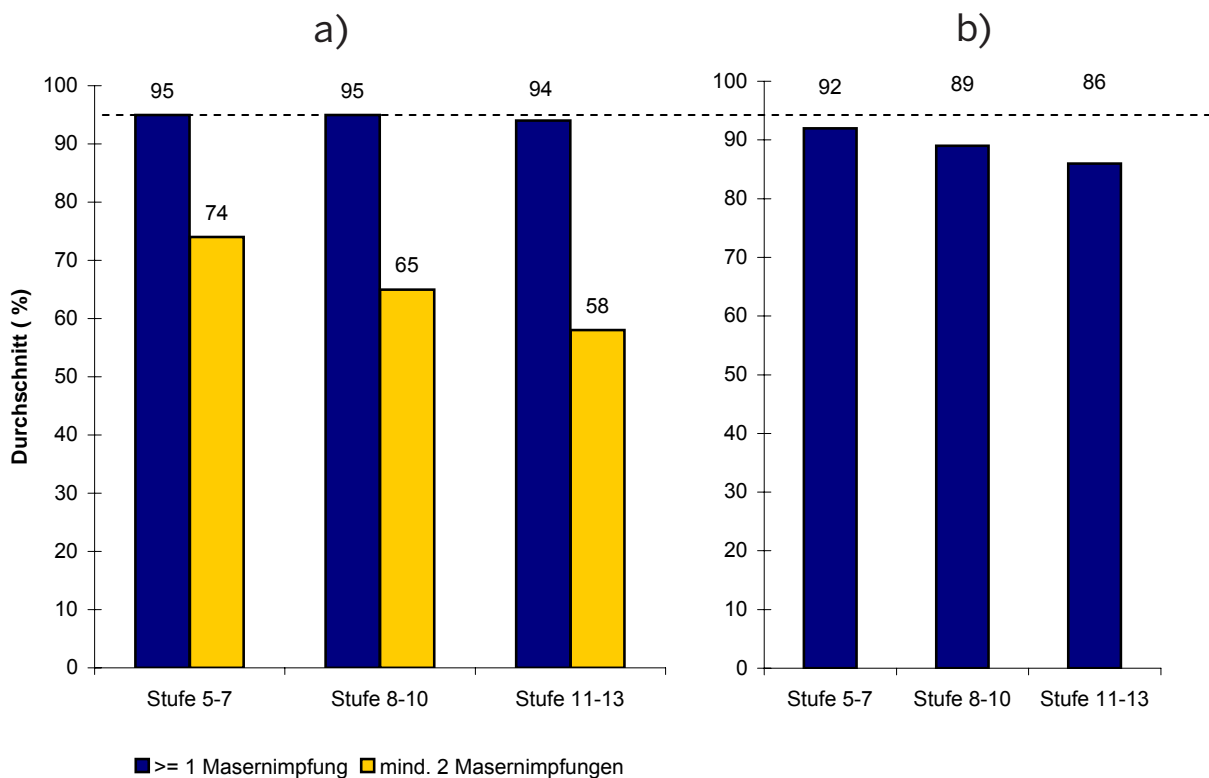 a)
b)
100
90
80
70
60
50
40
30
20
10
0
Durchschnitt ( %)
95
74
95
65
94
58
Stufe 5-7
Stufe 8-10
Stufe 11-13
100
90
80
70
60
50
40
30
20
10
0
92
89
86
Stufe 5-7
Stufe 8-10
Stufe 11-13
>= 1 Masernimpfung
mind. 2 Masernimpfungen